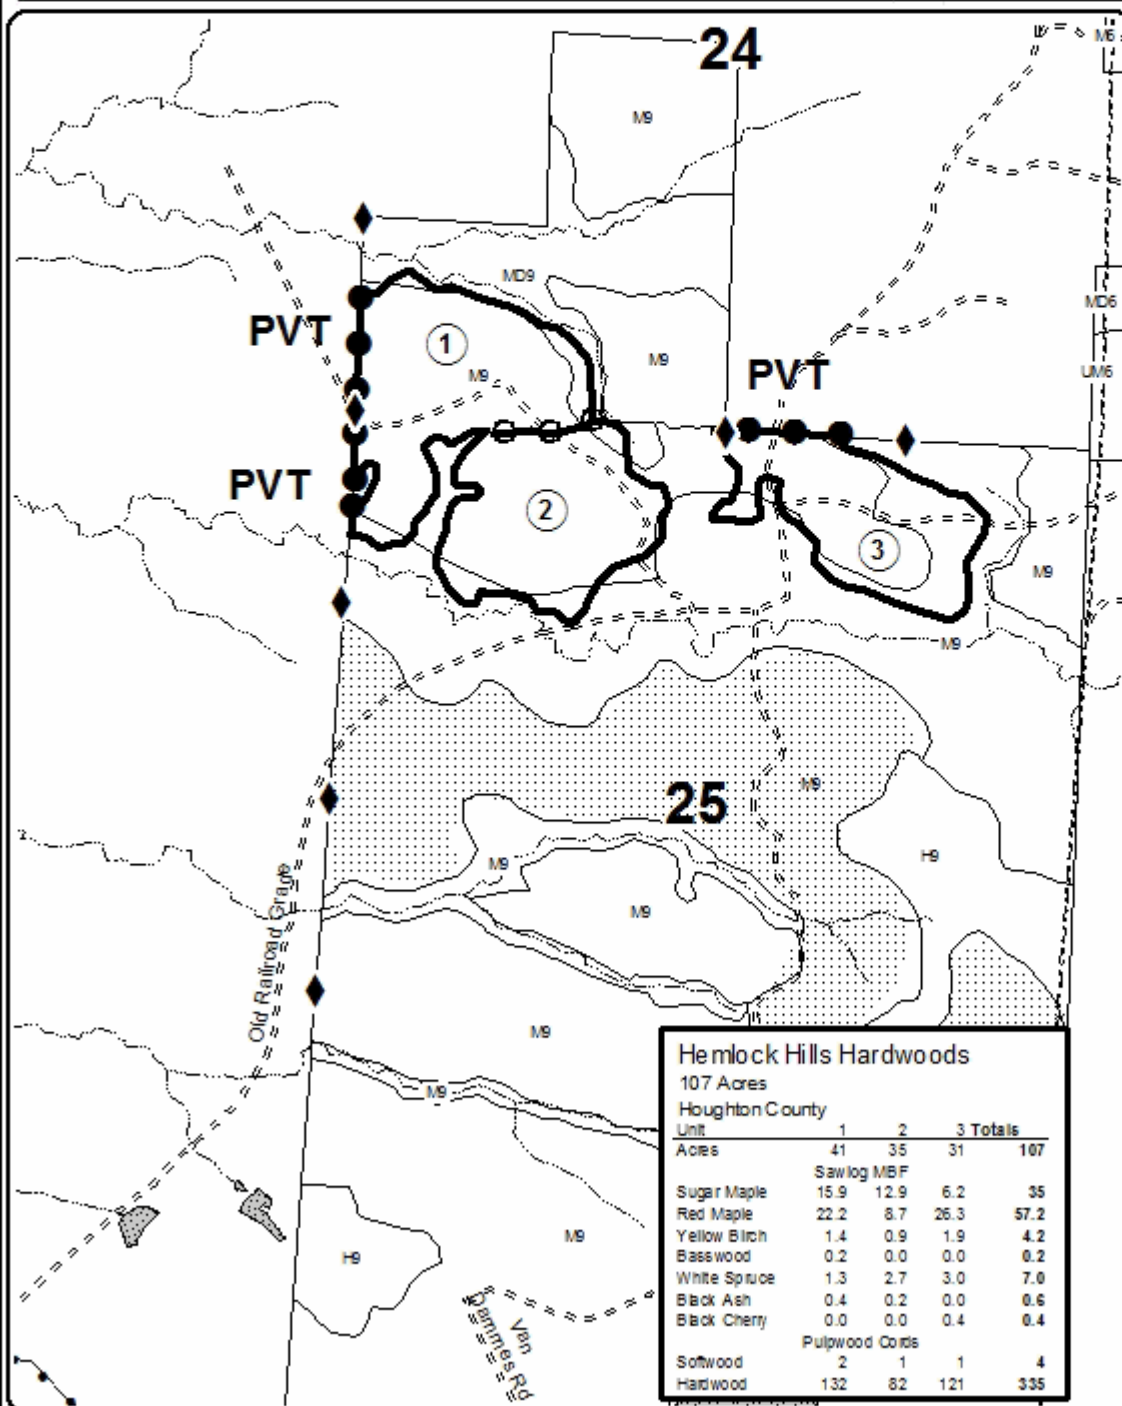 24
M6
M9
MD9
PVT
1
M9
M9
MD6
UM6
PVT
PVT
2
3
M9
M9
25
M9
H9
M9
M9
Old Railroad Grade
M9
M9
M9
H9
Van
Dammes Rd
Hemlock Hills Hardwoods
107 Acres
Houghton County
Unit 1 2 3 Totals
Acres 41 35 31 107
Sawlog MBF
Sugar Maple 15.9 12.9 6.2 35
Red Maple 22.2 8.7 26.3 57.2
Yellow Birch 1.4 0.9 1.9 4.2
Basswood 0.2 0.0 0.0 0.2
White Spruce 1.3 2.7 3.0 7.0
Black Ash 0.4 0.2 0.0 0.6
Black Cherry 0.0 0.0 0.4 0.4
Pulpwood Cords
Softwood 2 1 1 4
Hardwood 132 82 121 335